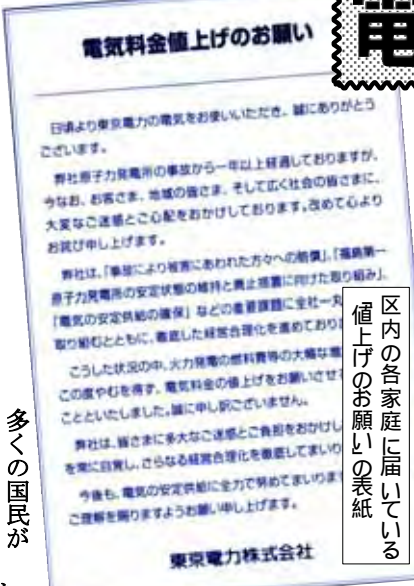 電気料金値上げのお願い
日頃より東京電力の電気をお使いいただき、誠にありがとう
ございます。
弊社原子力発電所の事故から一年以上経過しておりますが、
今なお、お客さま、地域の皆さま、そして広く社会の皆さまに、
大変なご迷惑とご心配をおかけしております。改めて心より
お詫び申し上げます。
弊社は、「事故により被害にあわれた方々への賠償」、「福島第一
原子力発電所の安定状態の維持と廃止措置に向けた取り組み」、
「電気の安定供給の確保」などの重要課題に全社一丸
取り組むとともに、徹底した経営合理化を進めており
こうした状況の中、火力発電の燃料費等の大幅な
この度やむを得ず、電気料金の値上げをお願いさせ
ことといたしました。誠に申し訳ございません。
弊社は、皆さまに多大なご迷惑とご負担をおかけし
を常に自覚し、さらなる経営合理化を徹底してまいり
今後も、電気の安定供給に全力で努めてまいります
ご理解を賜りますようお願い申し上げます。
東京電力株式会社
区内の各家庭に届いている
「値上げのお願い」の表紙
多くの国民が
電